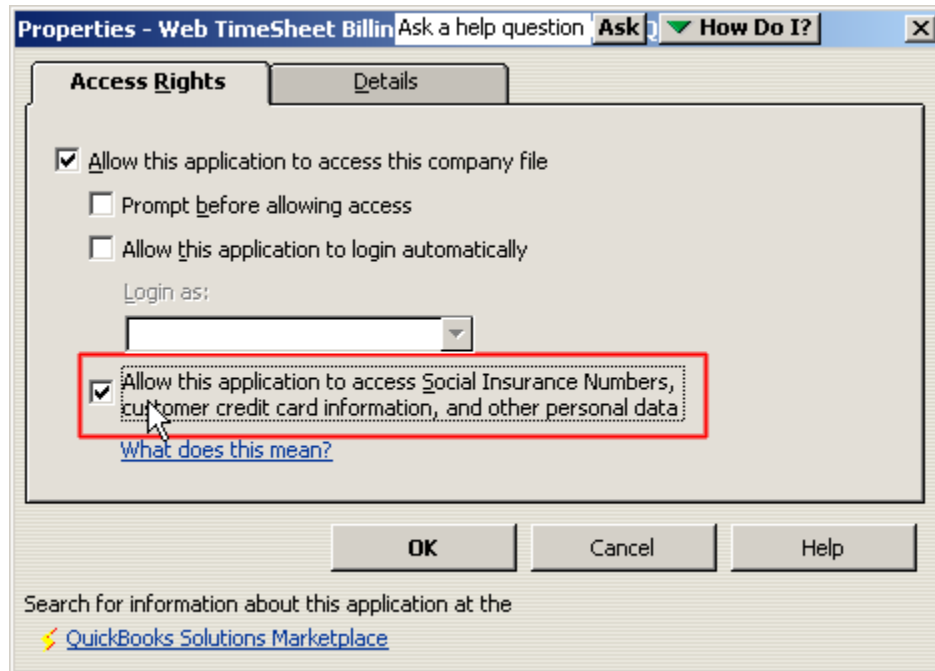 Properties - Web TimeSheet Billin Ask a help question Ask Q How Do I?
Access Rights Details
Allow this application to access this company file
Prompt before allowing access
Allow this application to login automatically
Login as:
Allow this application to access Social Insurance Numbers,
customer credit card information, and other personal data
What does this mean?
OK Cancel Help
Search for information about this application at the
QuickBooks Solutions Marketplace